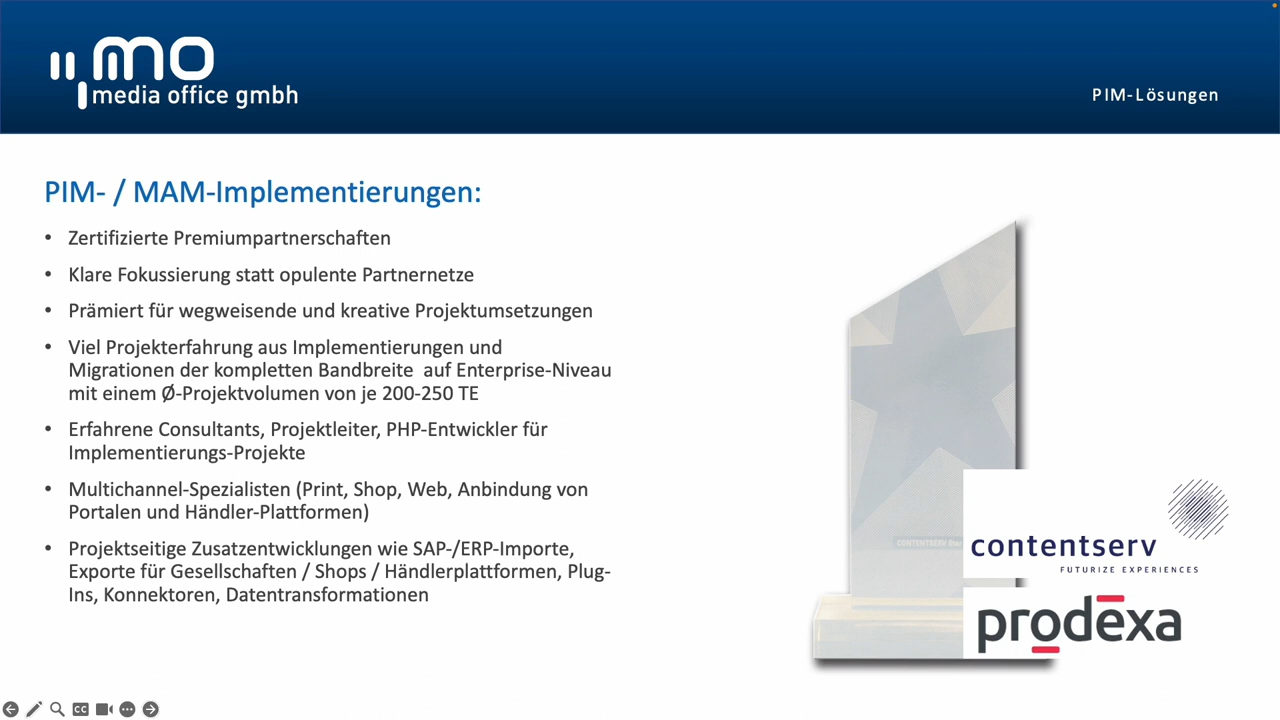 mo
media office gmbh
PIM-Lösungen
PIM- / MAM-Implementierungen:
• Zertifizierte Premiumpartnerschaften
• Klare Fokussierung statt opulente Partnernetze
• Prämiert für wegweisende und kreative Projektumsetzungen
• Viel Projekterfahrung aus Implementierungen und
Migrationen der kompletten Bandbreite auf Enterprise-Niveau
mit einem Ø-Projektvolumen von je 200-250 TE
• Erfahrene Consultants, Projektleiter, PHP-Entwickler für
Implementierungs-Projekte
• Multichannel-Spezialisten (Print, Shop, Web, Anbindung von
Portalen und Händler-Plattformen)
• Projektseitige Zusatzentwicklungen wie SAP-/ERP-Importe,
Exporte für Gesellschaften / Shops / Händlerplattformen, Plug-
Ins, Konnektoren, Datentransformationen
CONTENTSERV
contentserv
FUTURIZE EXPERIENCES
prodexa
CC